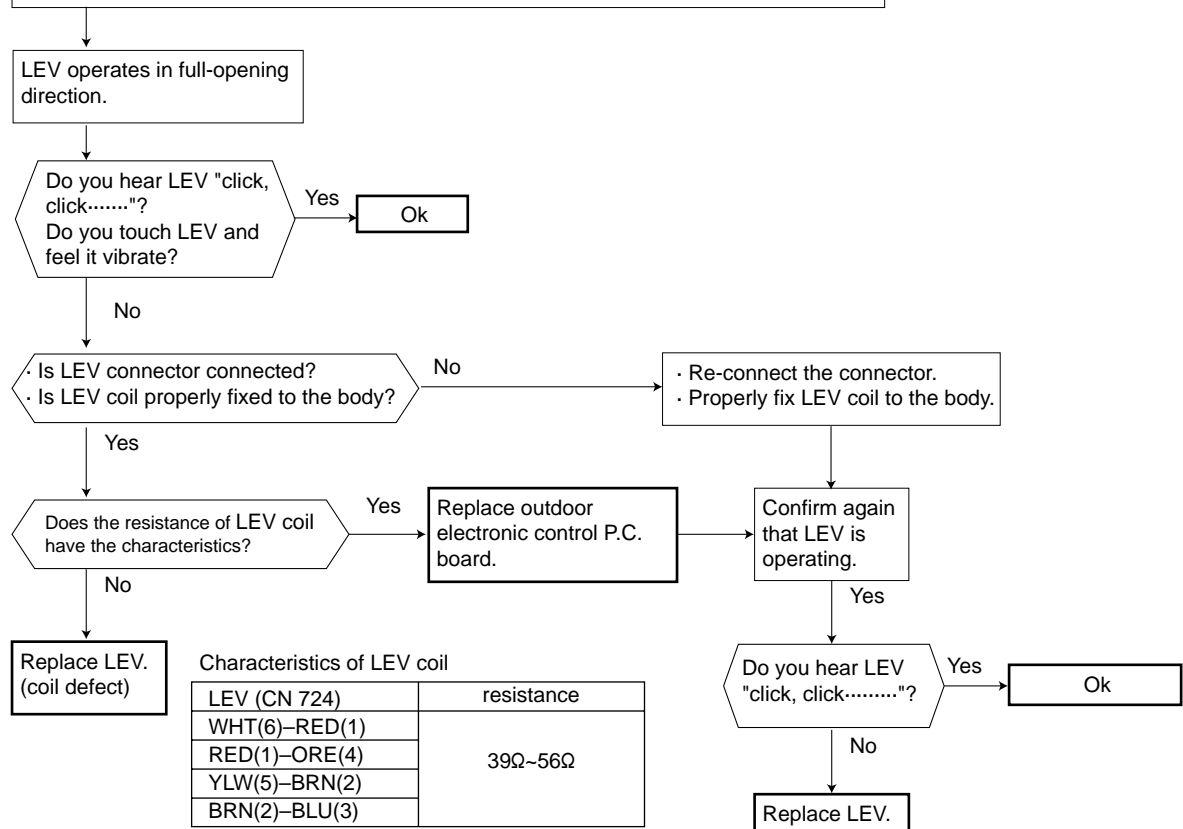 LEV operates in full-opening
direction.
Do you hear LEV "click,
click·······"?
Do you touch LEV and
feel it vibrate?
Yes
Ok
No
· Is LEV connector connected?
· Is LEV coil properly fixed to the body?
No
· Re-connect the connector.
· Properly fix LEV coil to the body.
Yes
Does the resistance of LEV coil
have the characteristics?
Yes
Replace outdoor
electronic control P.C.
board.
Confirm again
that LEV is
operating.
No
Yes
Replace LEV.
(coil defect)
Characteristics of LEV coil
LEV (CN 724)
resistance
WHT(6)–RED(1)
RED(1)–ORE(4)
YLW(5)–BRN(2)
BRN(2)–BLU(3)
39Ω~56Ω
Do you hear LEV
"click, click·········"?
Yes
Ok
No
Replace LEV.